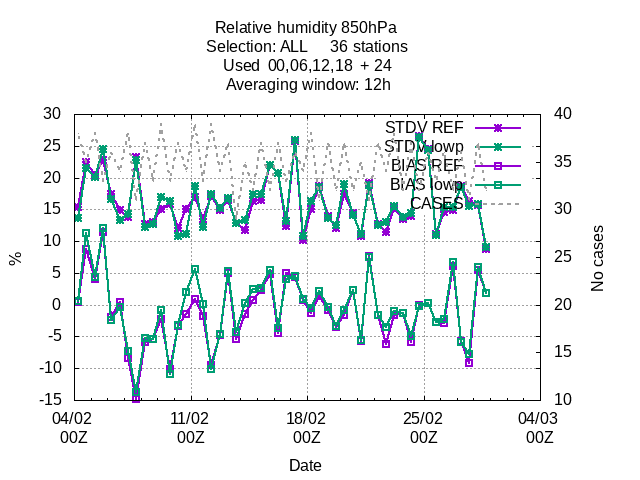 Relative humidity 850hPa
Selection: ALL 36 stations
Used 00,06,12,18 + 24
Averaging window: 12h
STDV REF
STDV lowp
BIAS REF
BIAS lowp
CASES
%
30
25
20
15
10
5
0
-5
-10
-15
No cases
40
35
30
25
20
15
10
04/02 11/02 18/02 25/02 04/03
00Z 00Z 00Z 00Z 00Z
Date